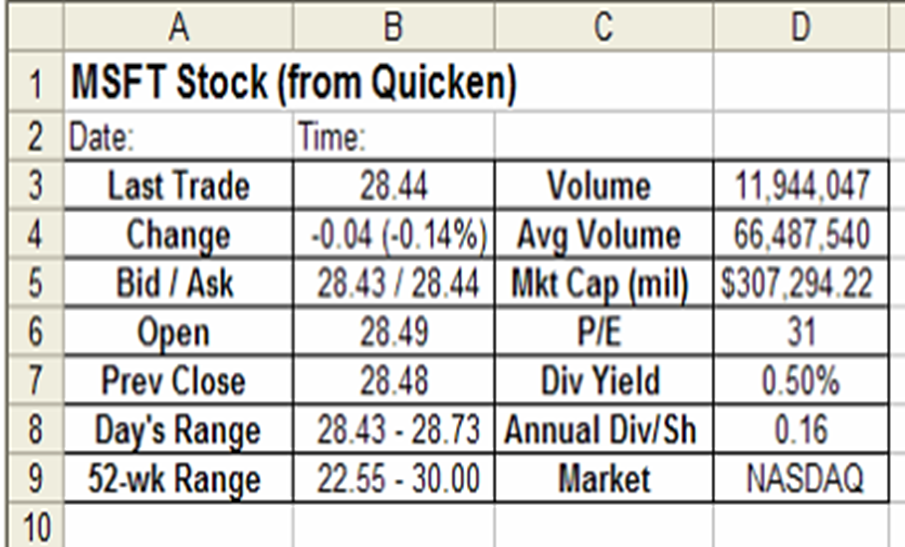 A B C D
1 MSFT Stock (from Quicken)
2 Date: Time:
3 Last Trade 28.44 Volume 11,944,047
4 Change -0.04 (-0.14%) Avg Volume 66,487,540
5 Bid / Ask 28.43 / 28.44 Mkt Cap (mil) $307,294.22
6 Open 28.49 P/E 31
7 Prev Close 28.48 Div Yield 0.50%
8 Day's Range 28.43 - 28.73 Annual Div/Sh 0.16
9 52-wk Range 22.55 - 30.00 Market NASDAQ
10